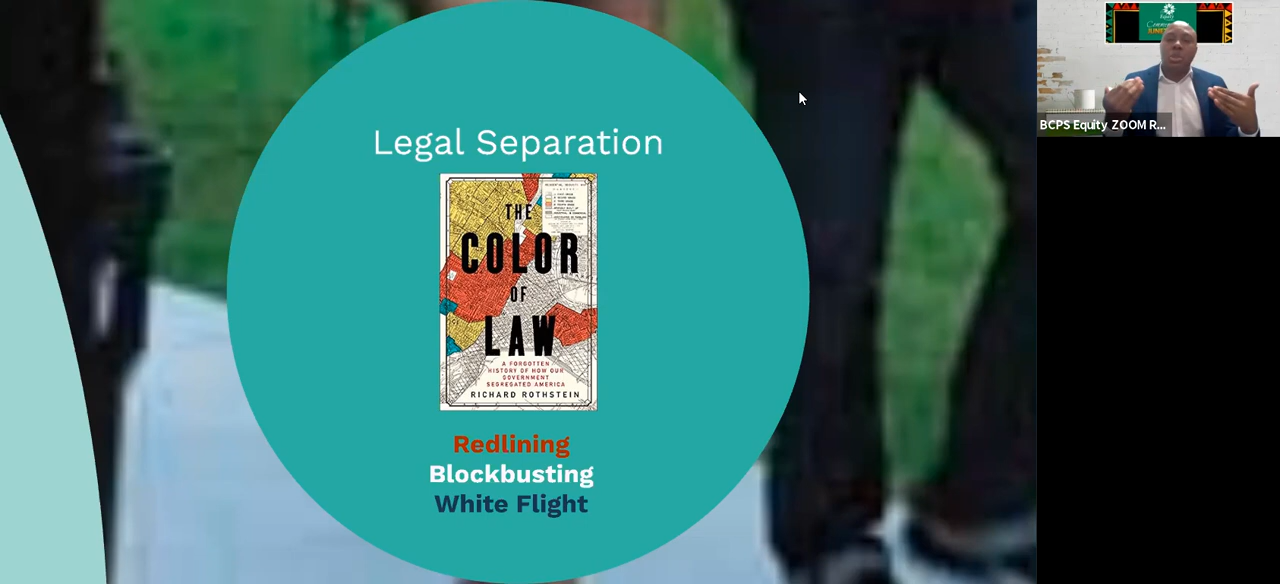 Legal Separation
THE
COLOR
OF
LAW
A FORGOTTEN
HISTORY OF HOW OUR
GOVERNMENT
SEGREGATED AMERICA
RICHARD ROTHSTEIN
Redlining
Blockbusting
White Flight
Equity
BCPS Equity ZOOM R...